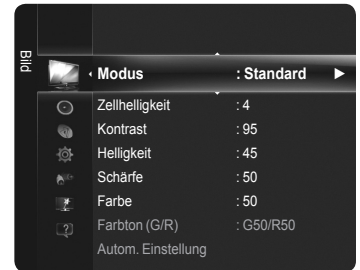 Bild
Modus : Standard
Zellhelligkeit : 4
Kontrast : 95
Helligkeit : 45
Schärfe : 50
Farbe : 50
Farbton (G/R) : G50/R50
Autom. Einstellung